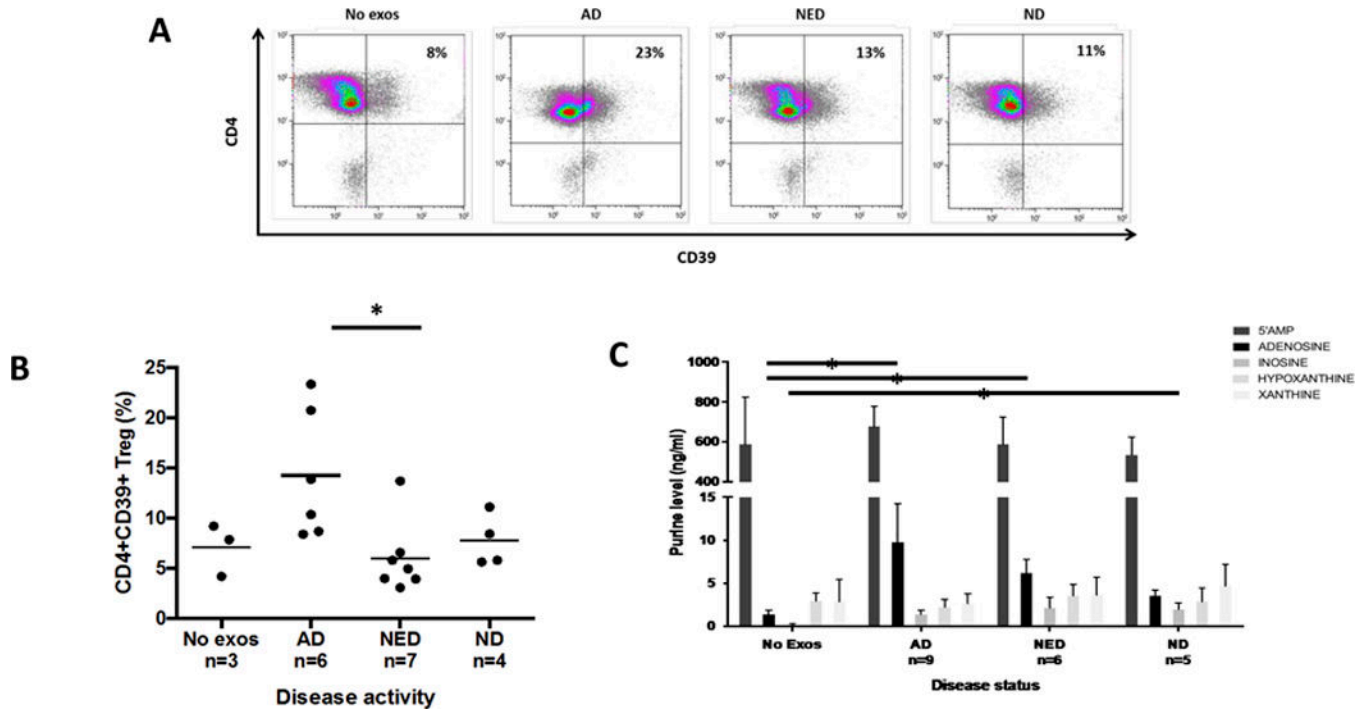 No exos
AD
NED
ND
A
8%
23%
13%
11%
CD4
CD39
B
*
CD4+CD39+ Treg (%)
25
20
15
10
5
0
No exos
AD
NED
ND
n=3
n=6
n=7
n=4
Disease activity
C
5'AMP
ADENOSINE
INOSINE
HYPOXANTHINE
XANTHINE
*
*
*
Purine level (ng/ml)
1000
800
600
400
15
10
5
0
No Exos
AD
NED
ND
n=9
n=6
n=5
Disease status